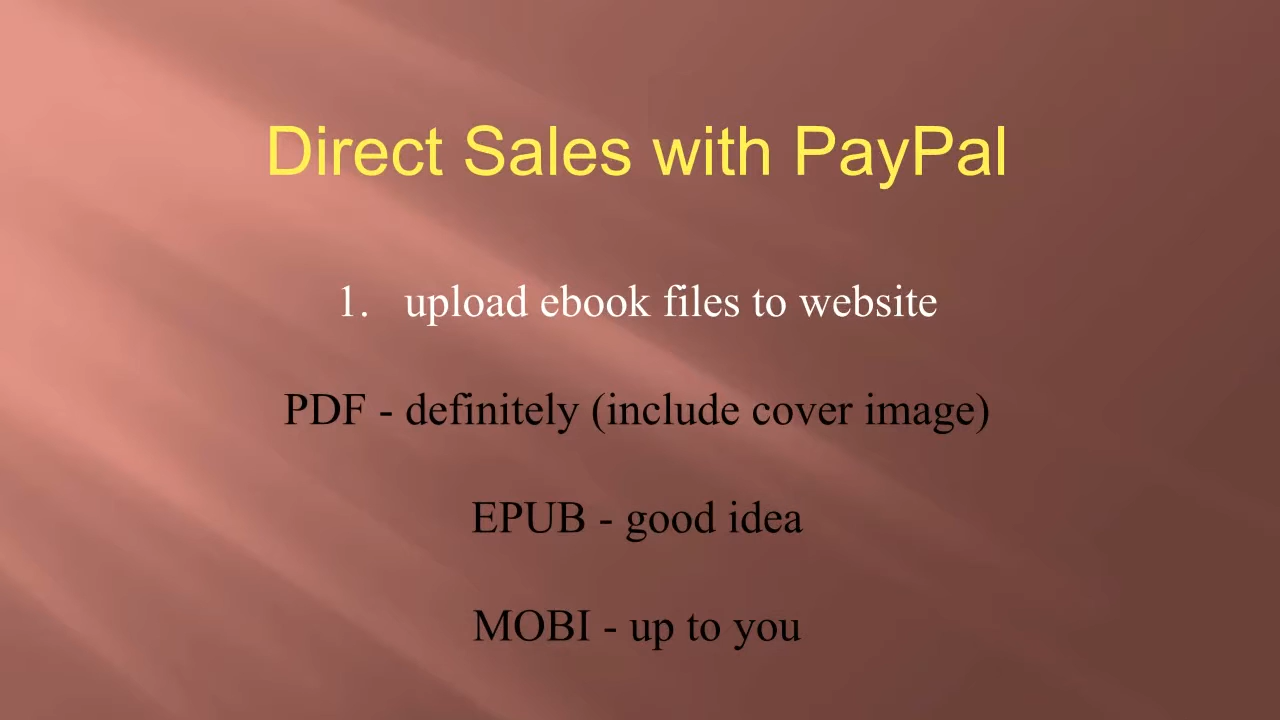 Direct Sales with PayPal
1. upload ebook files to website
PDF - definitely (include cover image)
EPUB - good idea
MOBI - up to you